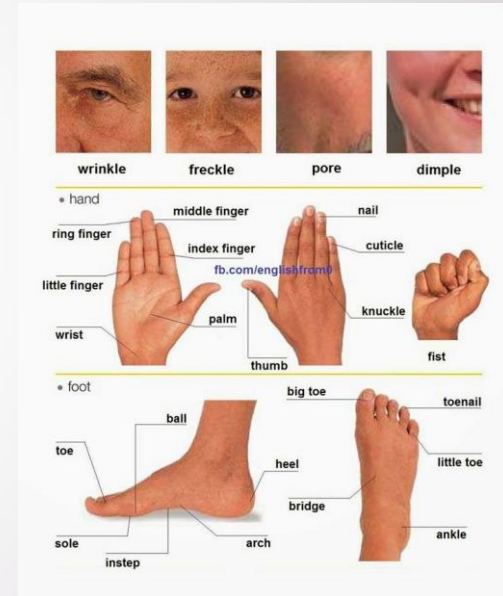 wrinkle
freckle
pore
dimple
• hand
middle finger
ring finger
index finger
little finger
palm
wrist
nail
cuticle
fb.com/englishfrom0
knuckle
thumb
fist
• foot
ball
toe
heel
sole
arch
instep
big toe
toenail
little toe
bridge
ankle